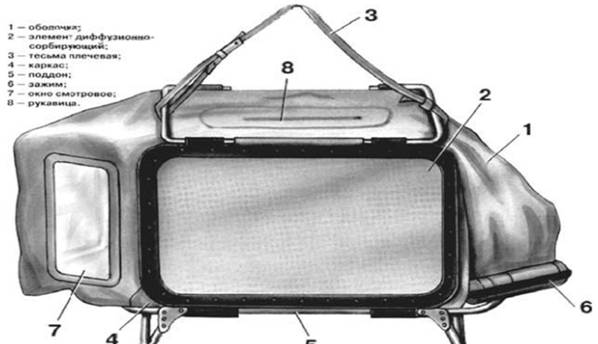 1 — оболочка;
2 — элемент диффузионно-
сорбирующий;
3 — тесьма плечевая;
4 — каркас;
5 — поддон;
6 — зажим;
7 — окно смотровое;
8 — рукавица.
3
8
2
1
6
7
4
5